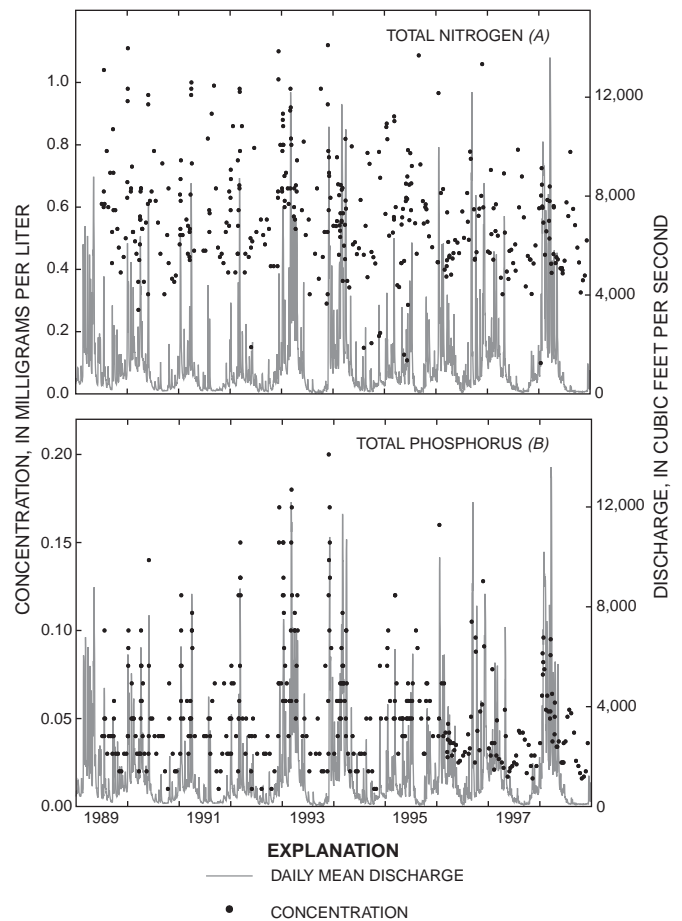 TOTAL NITROGEN (A)
1.0
0.8
0.6
0.4
0.2
0.0
12,000
8,000
4,000
0
CONCENTRATION, IN MILLIGRAMS PER LITER
DISCHARGE, IN CUBIC FEET PER SECOND
TOTAL PHOSPHORUS (B)
0.20
0.15
0.10
0.05
0.00
12,000
8,000
4,000
0
1989 1991 1993 1995 1997
EXPLANATION
DAILY MEAN DISCHARGE
CONCENTRATION